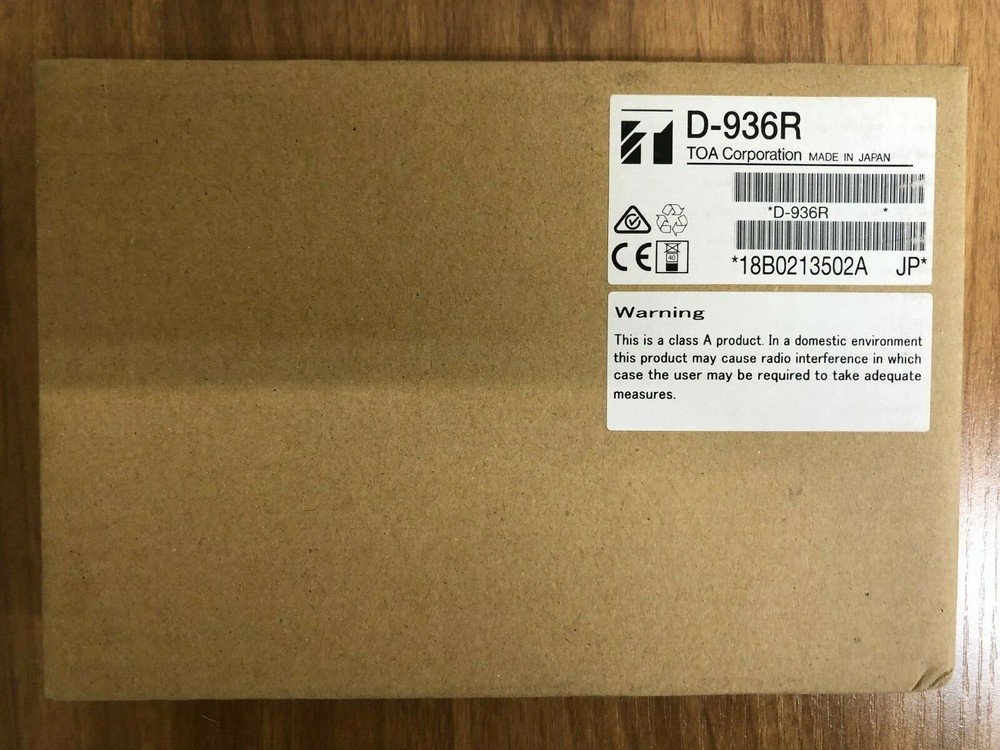 D-936R
TOA Corporation MADE IN JAPAN
*D-936R *
*18B0213502A JP*
CE
40
Warning
This is a class A product. In a domestic environment
this product may cause radio interference in which
case the user may be required to take adequate
measures.